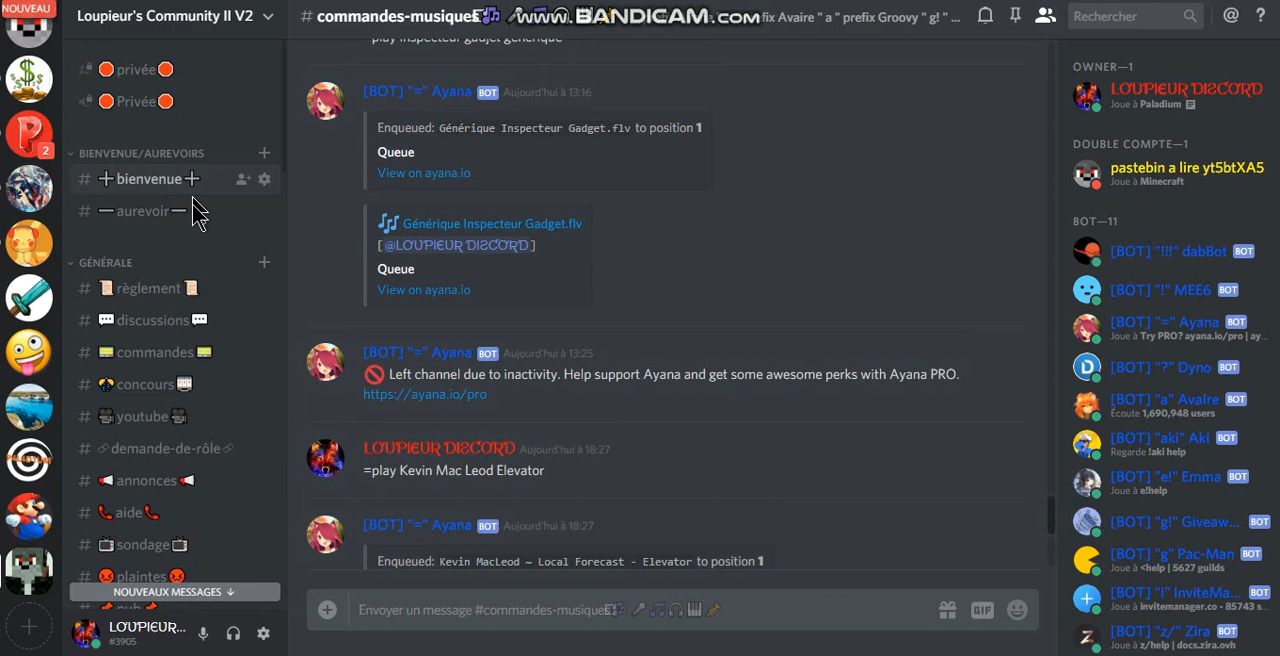 NOUVEAU
2
Loupieur's Community II V2
privée
Privée
BIENVENUE/AUREVOIRS
# bienvenue
# aurevoir
GÉNÉRALE
# règlement
# discussions
# commandes
# concours
# youtube
# demande-de-rôle
# annonces
# aide
# sondage
# plaintes
NOUVEAUX MESSAGES ↓
# pub
LOUPIEUR...
#3905
# commandes-musiques
www.BANDICAM.com
fix Avaire " a " prefix Groovy " g! " ...
Rechercher
play inspecteur gadjet générique
[BOT] "=" Ayana BOT Aujourd'hui à 13:16
Enqueued: Générique Inspecteur Gadget.flv to position 1
Queue
View on ayana.io
Générique Inspecteur Gadget.flv
[ @LOUPIEUR DISCORD ]
Queue
View on ayana.io
[BOT] "=" Ayana BOT Aujourd'hui à 13:25
Left channel due to inactivity. Help support Ayana and get some awesome perks with Ayana PRO.
https://ayana.io/pro
LOUPIEUR DISCORD Aujourd'hui à 18:27
=play Kevin Mac Leod Elevator
[BOT] "=" Ayana BOT Aujourd'hui à 18:27
Enqueued: Kevin MacLeod ~ Local Forecast - Elevator to position 1
Envoyer un message #commandes-musiques
GIF
OWNER—1
LOUPIEUR DISCORD
Joue à Paladium
DOUBLE COMPTE—1
pastebin a lire yt5btXA5
Joue à Minecraft
BOT—11
[BOT] "!!!" dabBot BOT
[BOT] "!" MEE6 BOT
[BOT] "=" Ayana BOT
Joue à Try PRO? ayana.io/pro | ay...
[BOT] "?" Dyno BOT
[BOT] "a" Avaire BOT
Écoute 1,690,948 users
[BOT] "aki" Aki BOT
Regarde !aki help
[BOT] "e!" Emma BOT
Joue à e!help
[BOT] "g!" Giveaw... BOT
[BOT] "g" Pac-Man BOT
Joue à <help | 5627 guilds
[BOT] "i" InviteMa... BOT
Joue à invitemanager.co - 85743 s...
[BOT] "z/" Zira BOT
Joue à z/help | docs.zira.ovh